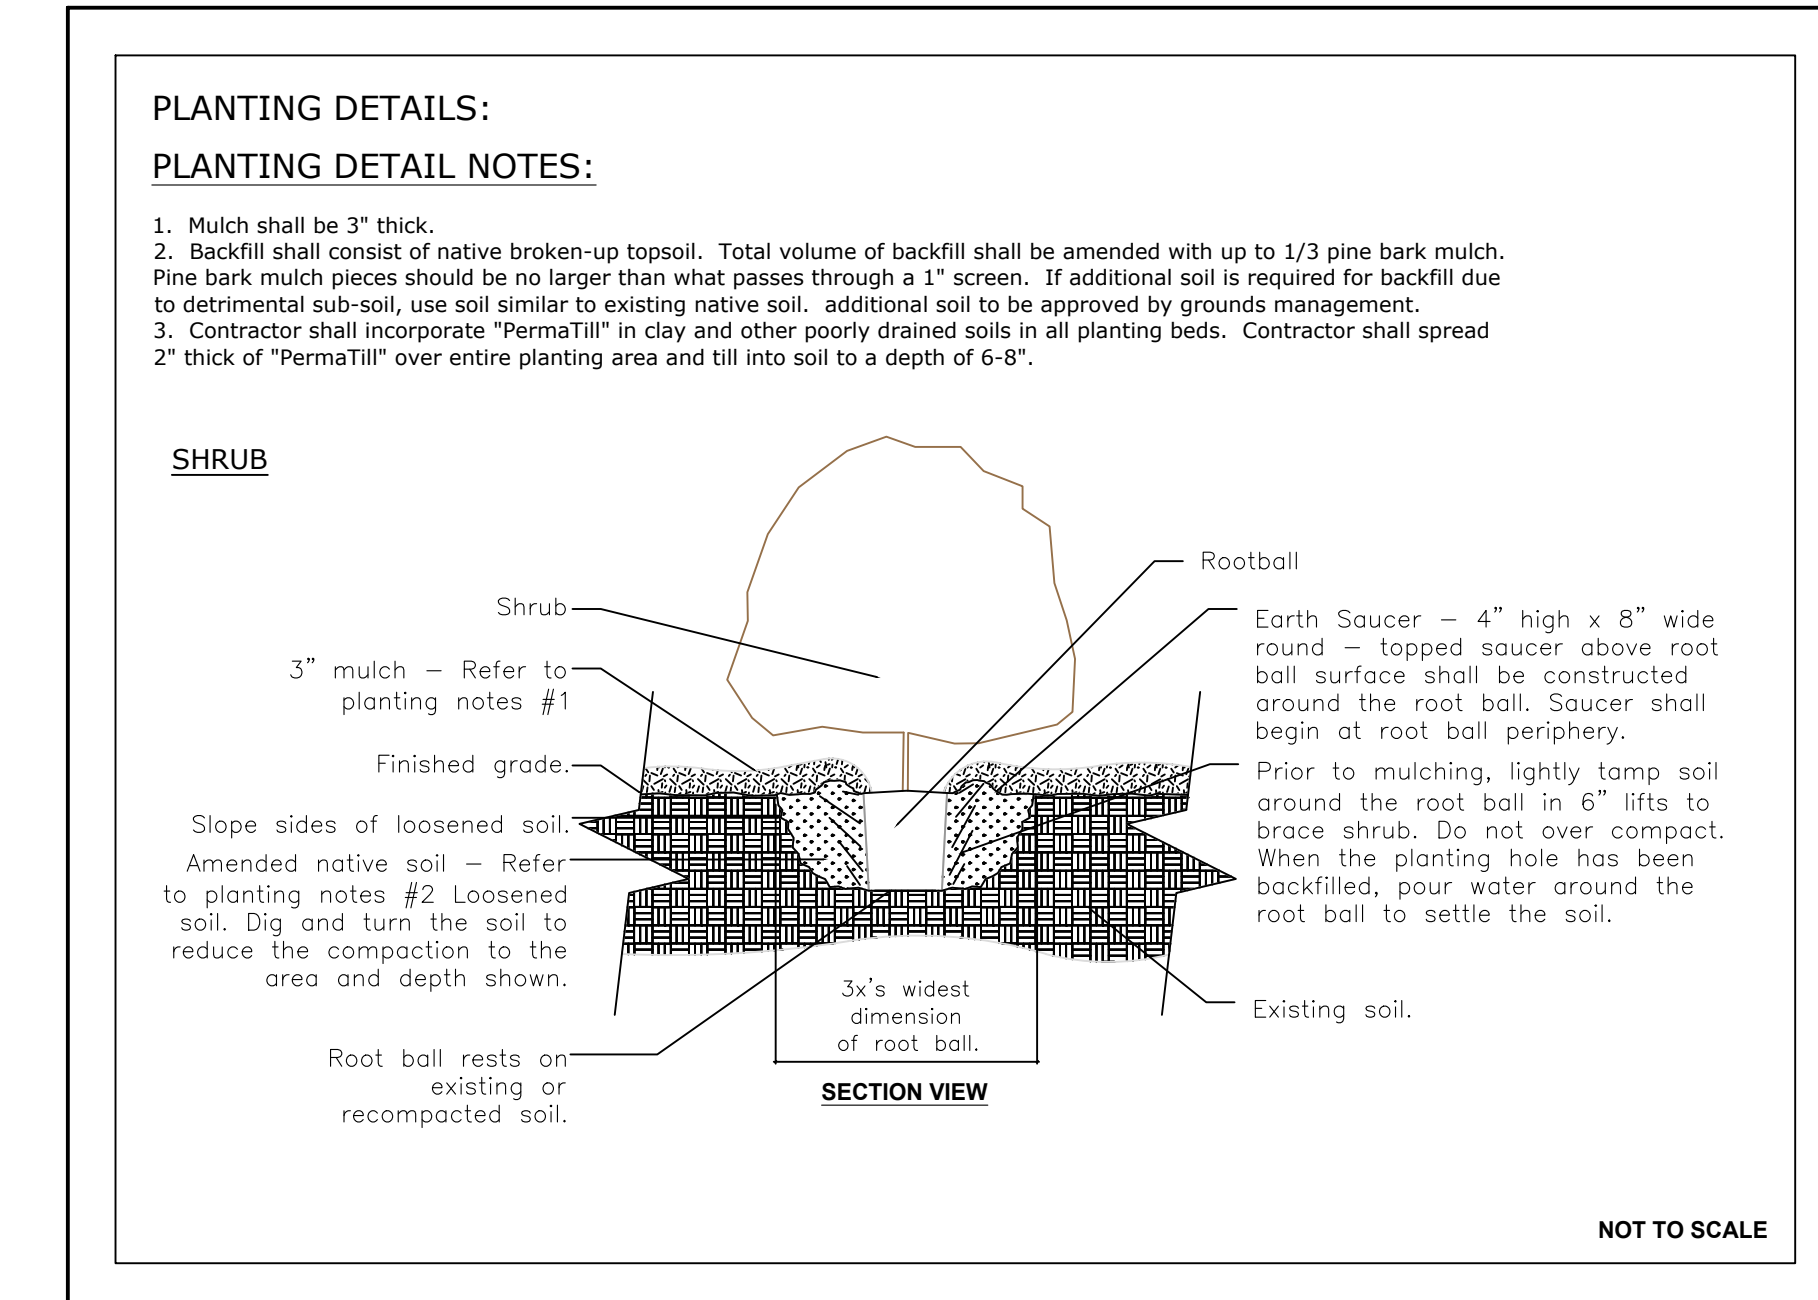 PLANTING DETAILS:
PLANTING DETAIL NOTES:
1. Mulch shall be 3" thick.
2. Backfill shall consist of native broken-up topsoil. Total volume of backfill shall be amended with up to 1/3 pine bark mulch.
Pine bark mulch pieces should be no larger than what passes through a 1" screen. If additional soil is required for backfill due
to detrimental sub-soil, use soil similar to existing native soil. additional soil to be approved by grounds management.
3. Contractor shall incorporate "PermaTill" in clay and other poorly drained soils in all planting beds. Contractor shall spread
2" thick of "PermaTill" over entire planting area and till into soil to a depth of 6-8".
SHRUB
Shrub
3” mulch – Refer to
planting notes #1
Finished grade.
Slope sides of loosened soil.
Amended native soil – Refer
to planting notes #2 Loosened
soil. Dig and turn the soil to
reduce the compaction to the
area and depth shown.
Root ball rests on
existing or
recompacted soil.
Rootball
Earth Saucer – 4” high x 8” wide
round – topped saucer above root
ball surface shall be constructed
around the root ball. Saucer shall
begin at root ball periphery.
Prior to mulching, lightly tamp soil
around the root ball in 6” lifts to
brace shrub. Do not over compact.
When the planting hole has been
backfilled, pour water around the
root ball to settle the soil.
Existing soil.
3x's widest
dimension
of root ball.
SECTION VIEW
NOT TO SCALE